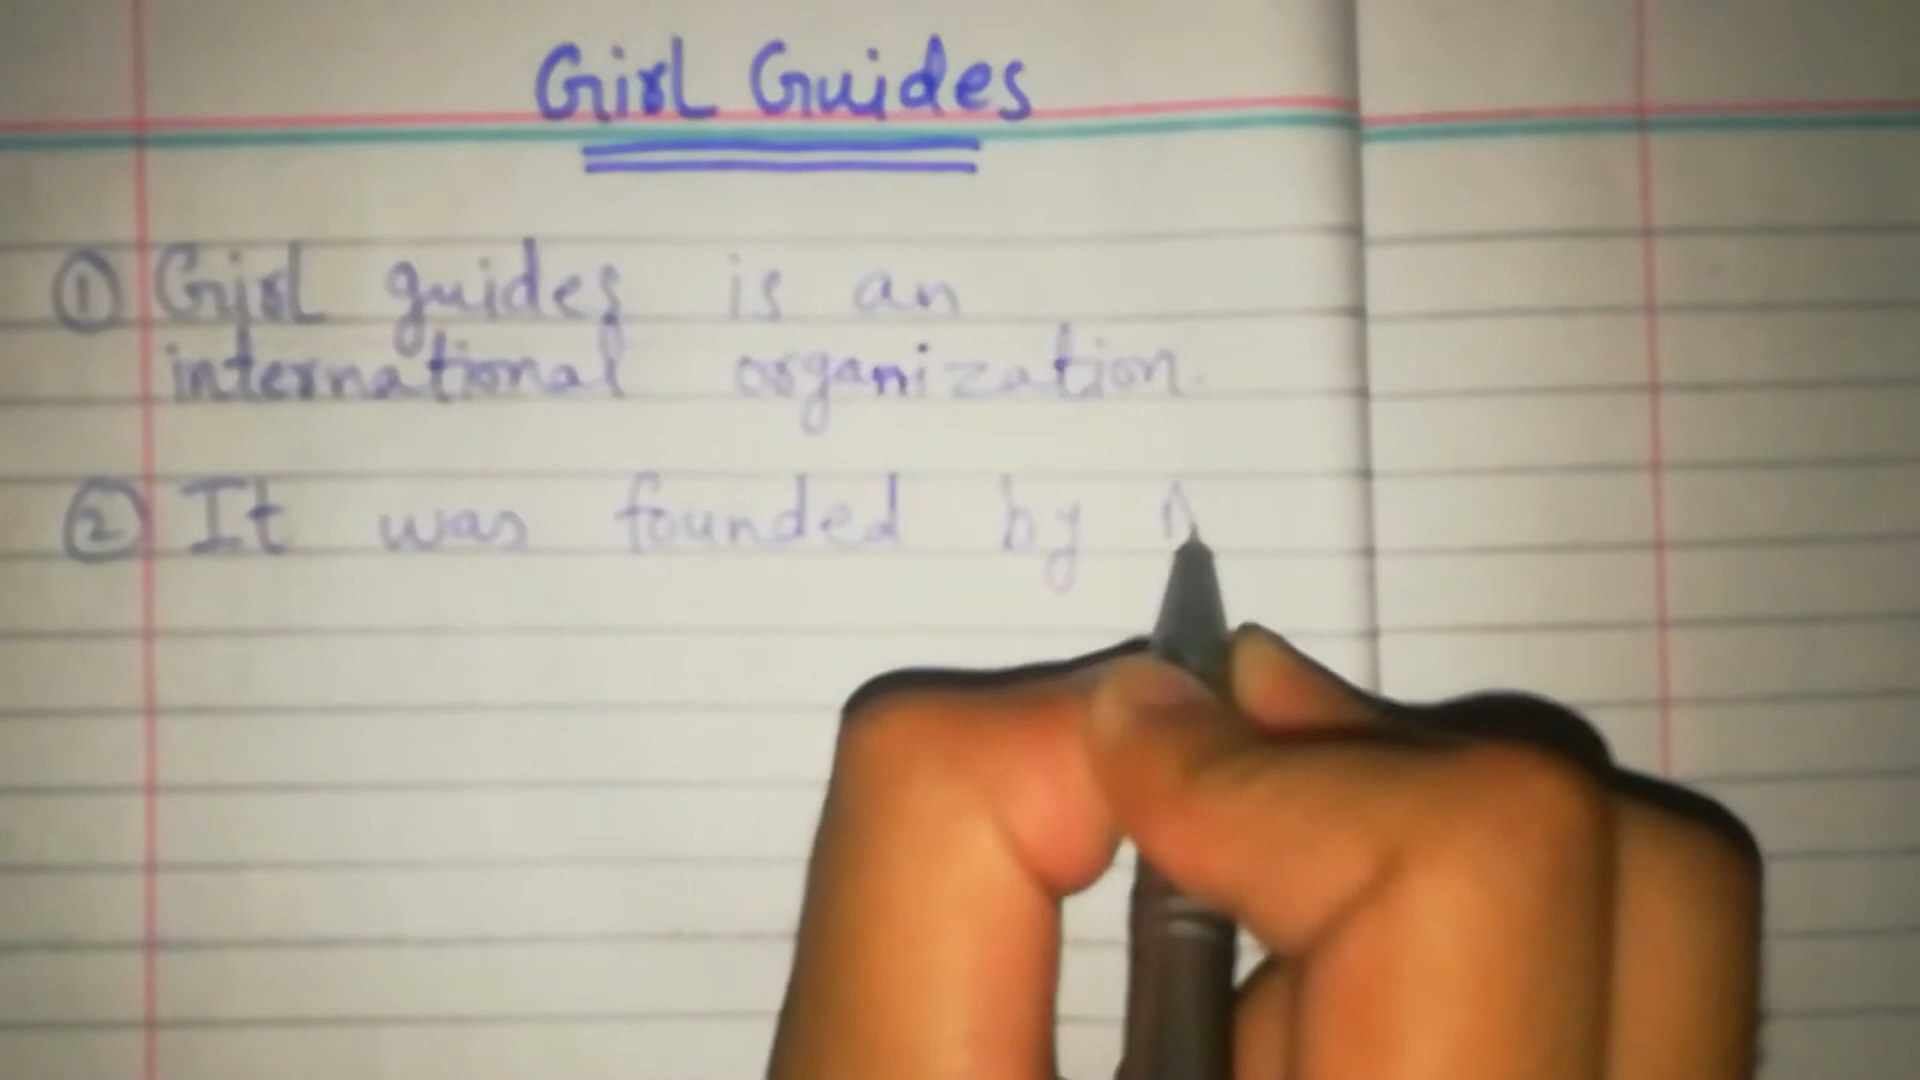 Girl Guides
① Girl guides is an
international organization.
② It was founded by